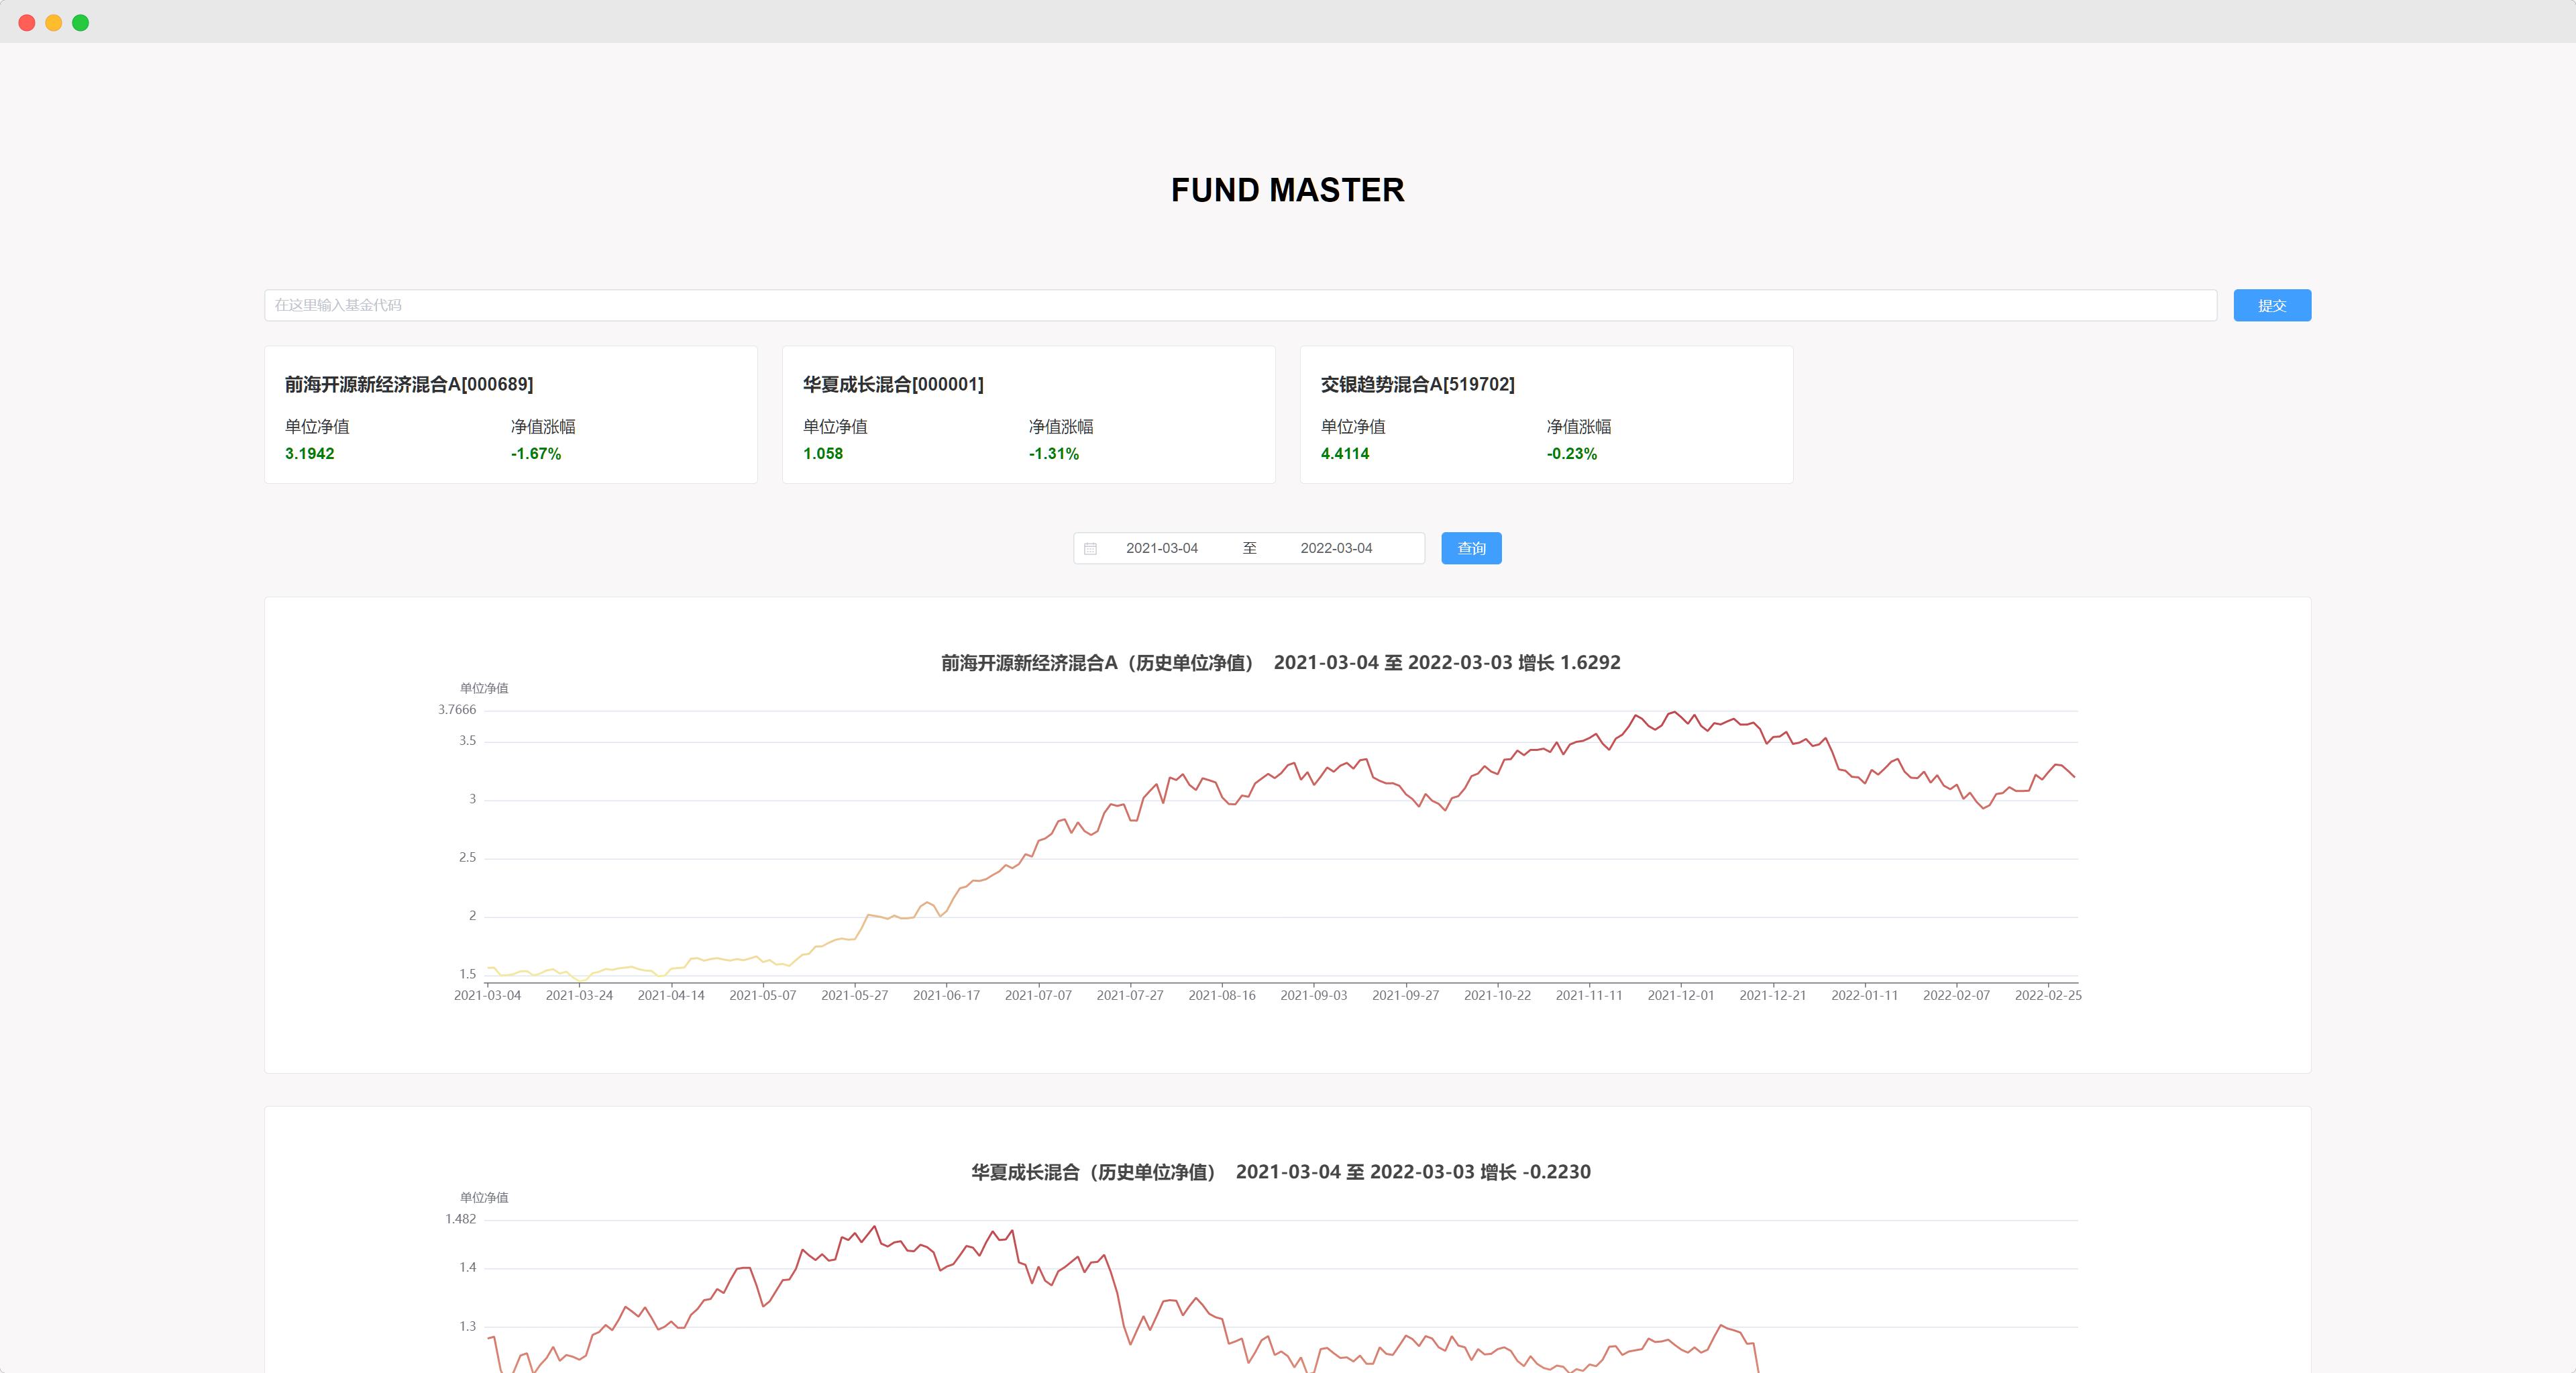 FUND MASTER
在这里输入基金代码 提交
前海开源新经济混合A[000689]
单位净值 净值涨幅
3.1942 -1.67%
华夏成长混合[000001]
单位净值 净值涨幅
1.058 -1.31%
交银趋势混合A[519702]
单位净值 净值涨幅
4.4114 -0.23%
2021-03-04 至 2022-03-04 查询
前海开源新经济混合A（历史单位净值） 2021-03-04 至 2022-03-03 增长 1.6292
单位净值
3.7666
3.5
3
2.5
2
1.5
2021-03-04 2021-03-24 2021-04-14 2021-05-07 2021-05-27 2021-06-17 2021-07-07 2021-07-27 2021-08-16 2021-09-03 2021-09-27 2021-10-22 2021-11-11 2021-12-01 2021-12-21 2022-01-11 2022-02-07 2022-02-25
华夏成长混合（历史单位净值） 2021-03-04 至 2022-03-03 增长 -0.2230
单位净值
1.482
1.4
1.3